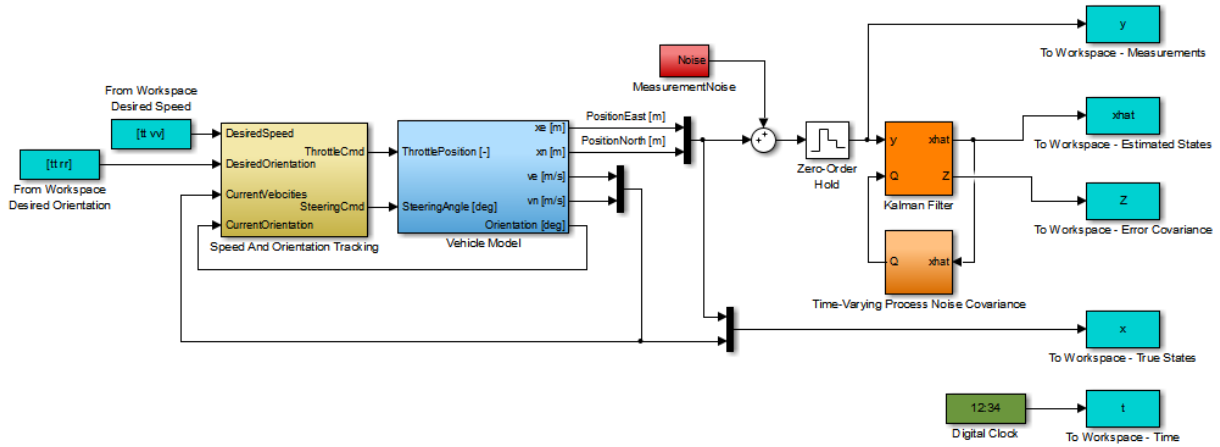 y
To Workspace - Measurements
Noise
MeasurementNoise
From Workspace
Desired Speed
[tt vv]
[tt rr]
From Workspace
Desired Orientation
DesiredSpeed
DesiredOrientation
CurrentVelocities
CurrentOrientation
ThrottleCmd
SteeringCmd
Speed And Orientation Tracking
ThrottlePosition [-]
SteeringAngle [deg]
xe [m]
xn [m]
ve [m/s]
vn [m/s]
Orientation [deg]
Vehicle Model
PositionEast [m]
PositionNorth [m]
Zero-Order
Hold
y
Q
xhat
Z
Kalman Filter
Q
xhat
Time-Varying Process Noise Covariance
xhat
To Workspace - Estimated States
Z
To Workspace - Error Covariance
x
To Workspace - True States
12:34
Digital Clock
t
To Workspace - Time